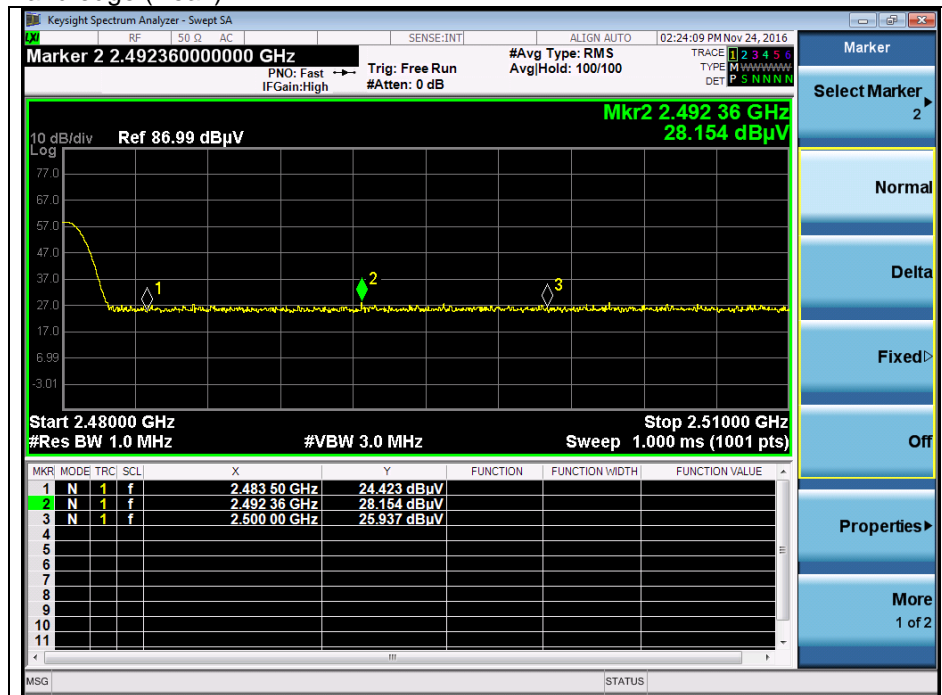 Keysight Spectrum Analyzer - Swept SA
LXI RF 50 Ω AC SENSE:INT ALIGN AUTO 02:24:09 PM Nov 24, 2016
Marker 2 2.492360000000 GHz
PNO: Fast
IFGain:High
Trig: Free Run
#Atten: 0 dB
#Avg Type: RMS
Avg|Hold: 100/100
TRACE 1 2 3 4 5 6
TYPE M W W W W W
DET P S N N N N
Mkr2 2.492 36 GHz
28.154 dBµV
10 dB/div Ref 86.99 dBµV
Log
77.0
67.0
57.0
47.0
37.0
27.0
17.0
6.99
-3.01
1
2
3
Start 2.48000 GHz Stop 2.51000 GHz
#Res BW 1.0 MHz #VBW 3.0 MHz Sweep 1.000 ms (1001 pts)
MKR MODE TRC SCL X Y FUNCTION FUNCTION WIDTH FUNCTION VALUE
1 N 1 f 2.483 50 GHz 24.423 dBµV
2 N 1 f 2.492 36 GHz 28.154 dBµV
3 N 1 f 2.500 00 GHz 25.937 dBµV
4
5
6
7
8
9
10
11
MSG STATUS
Marker
Select Marker
2
Normal
Delta
Fixed
Off
Properties
More
1 of 2